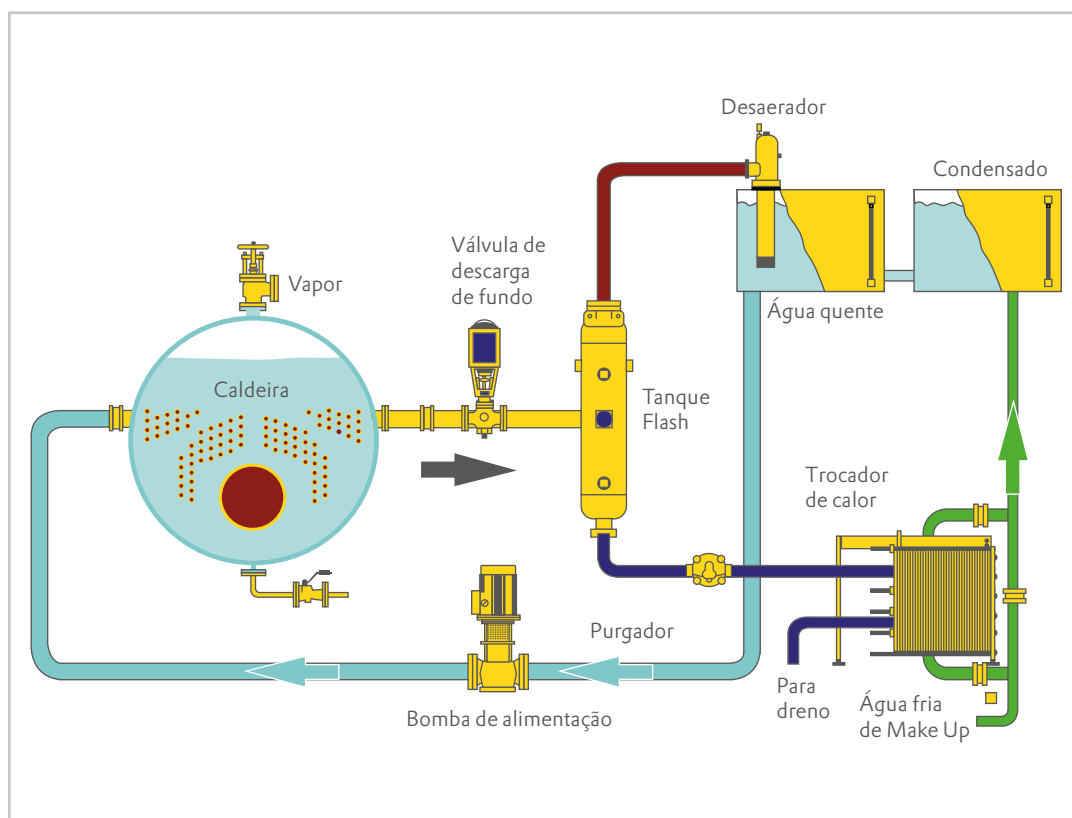 Desaerador
Condensado
Válvula de
descarga
de fundo
Vapor
Água quente
Caldeira
Tanque
Flash
Trocador
de calor
Purgador
Para
dreno
Água fria
de Make Up
Bomba de alimentação